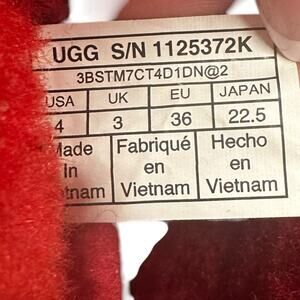 UGG S/N 1125372K
3BSTM7CT4D1DN@2
USA UK EU JAPAN
4 3 36 22.5
Made Fabriqué Hecho
In en en
Vietnam Vietnam Vietnam